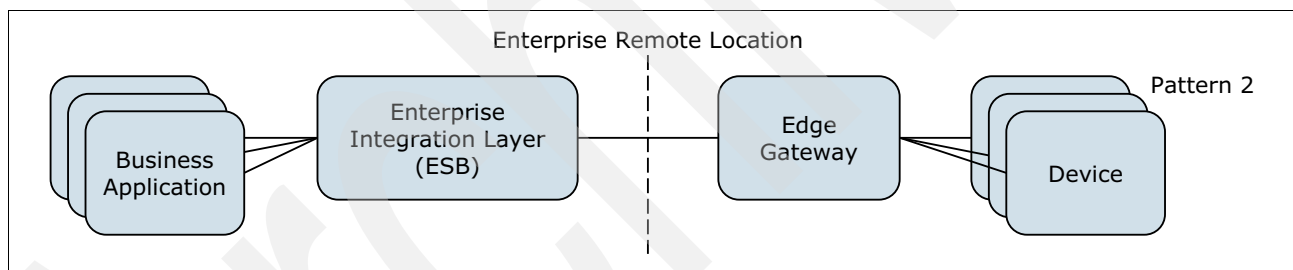 Enterprise Remote Location
Pattern 2
Business
Application
Enterprise
Integration Layer
(ESB)
Edge
Gateway
Device